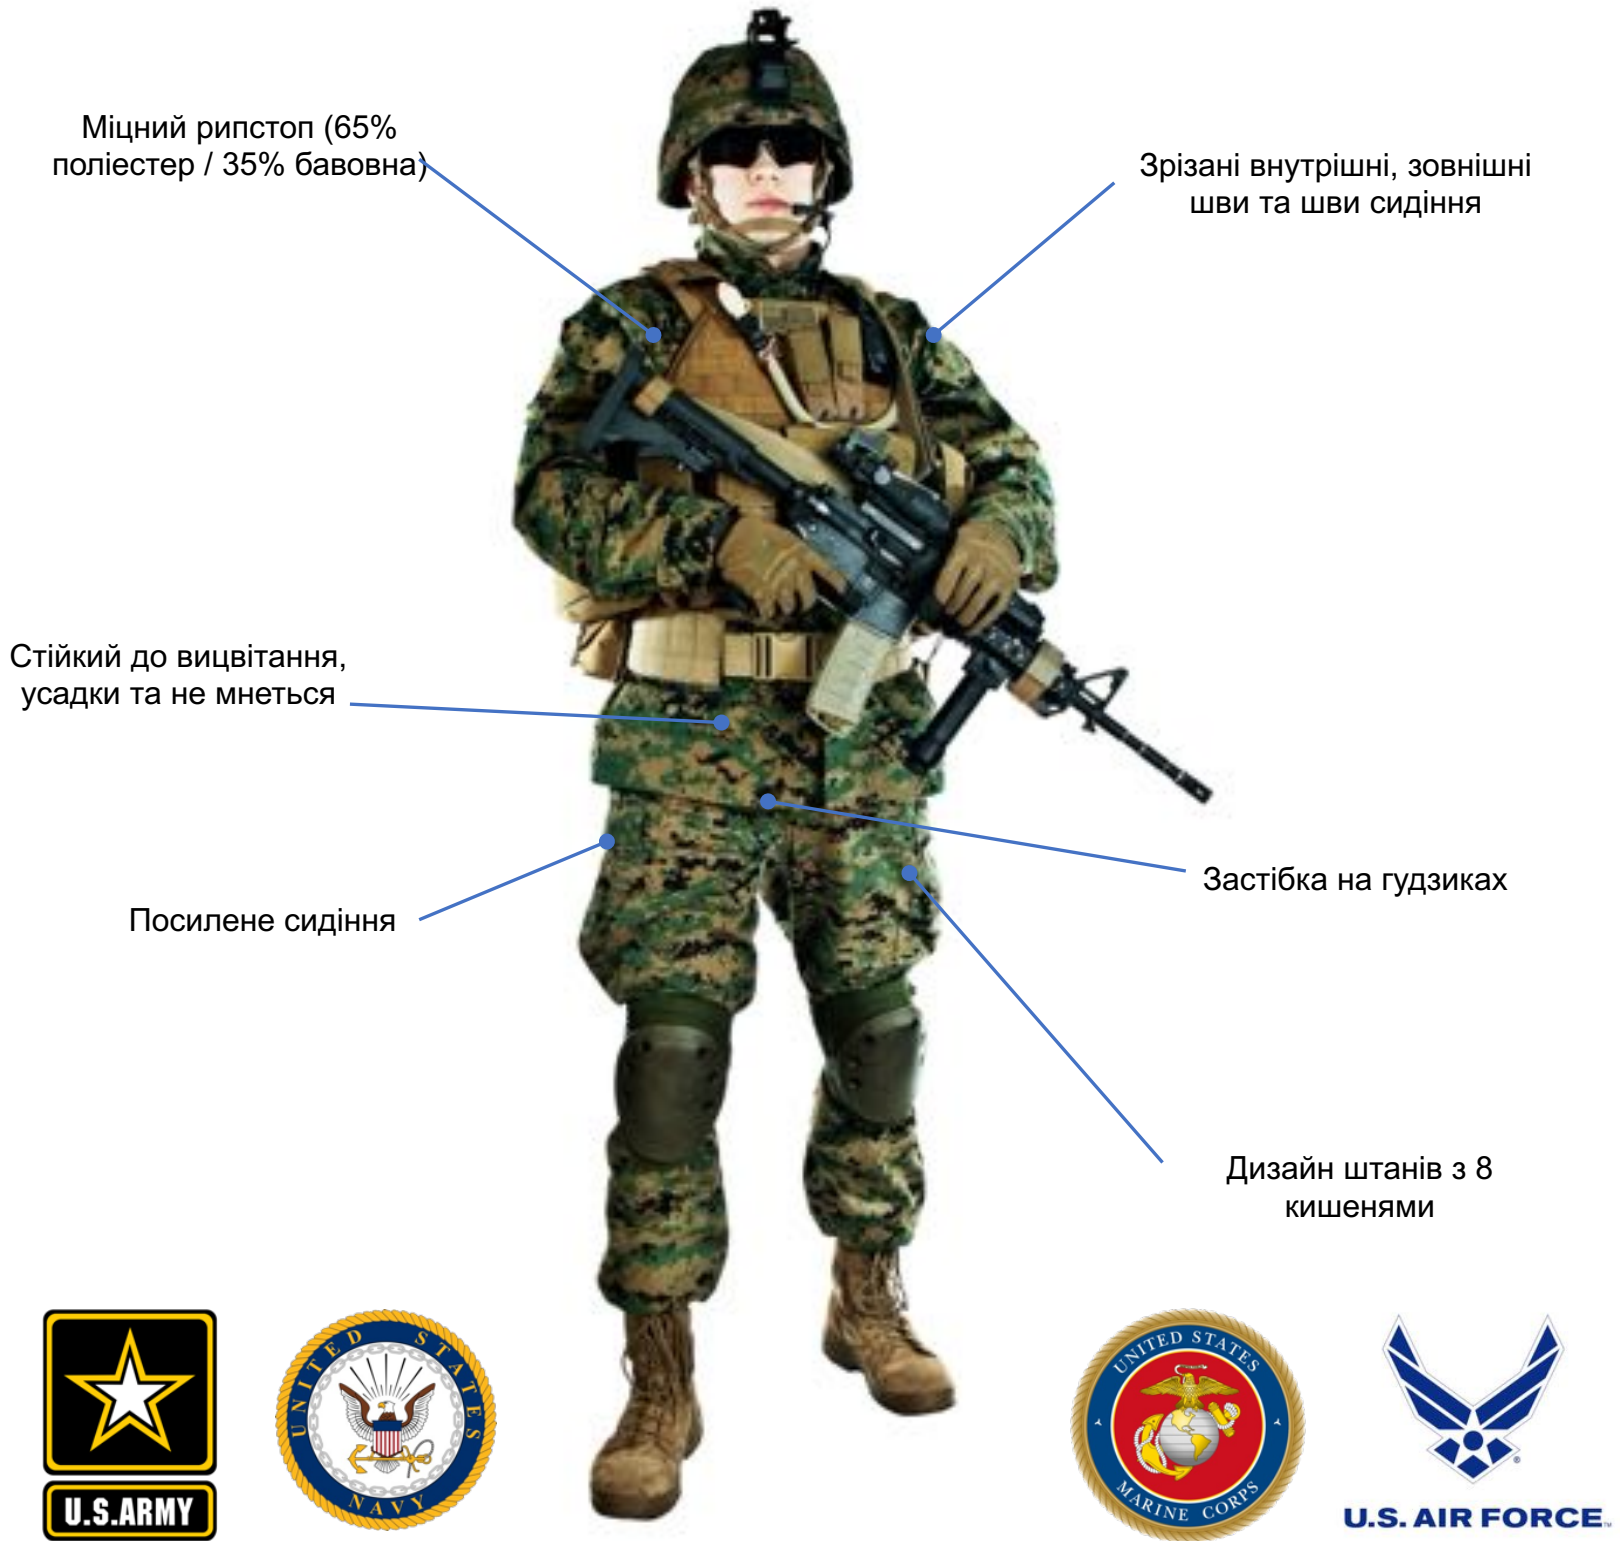 Міцний рипстоп (65%
поліестер / 35% бавовна)
Зрізані внутрішні, зовнішні
шви та шви сидіння
Стійкий до вицвітання,
усадки та не мнеться
Застібка на гудзиках
Посилене сидіння
Дизайн штанів з 8
кишенями
U.S.ARMY
UNITED STATES
NAVY
UNITED STATES
MARINE CORPS
U.S. AIR FORCE